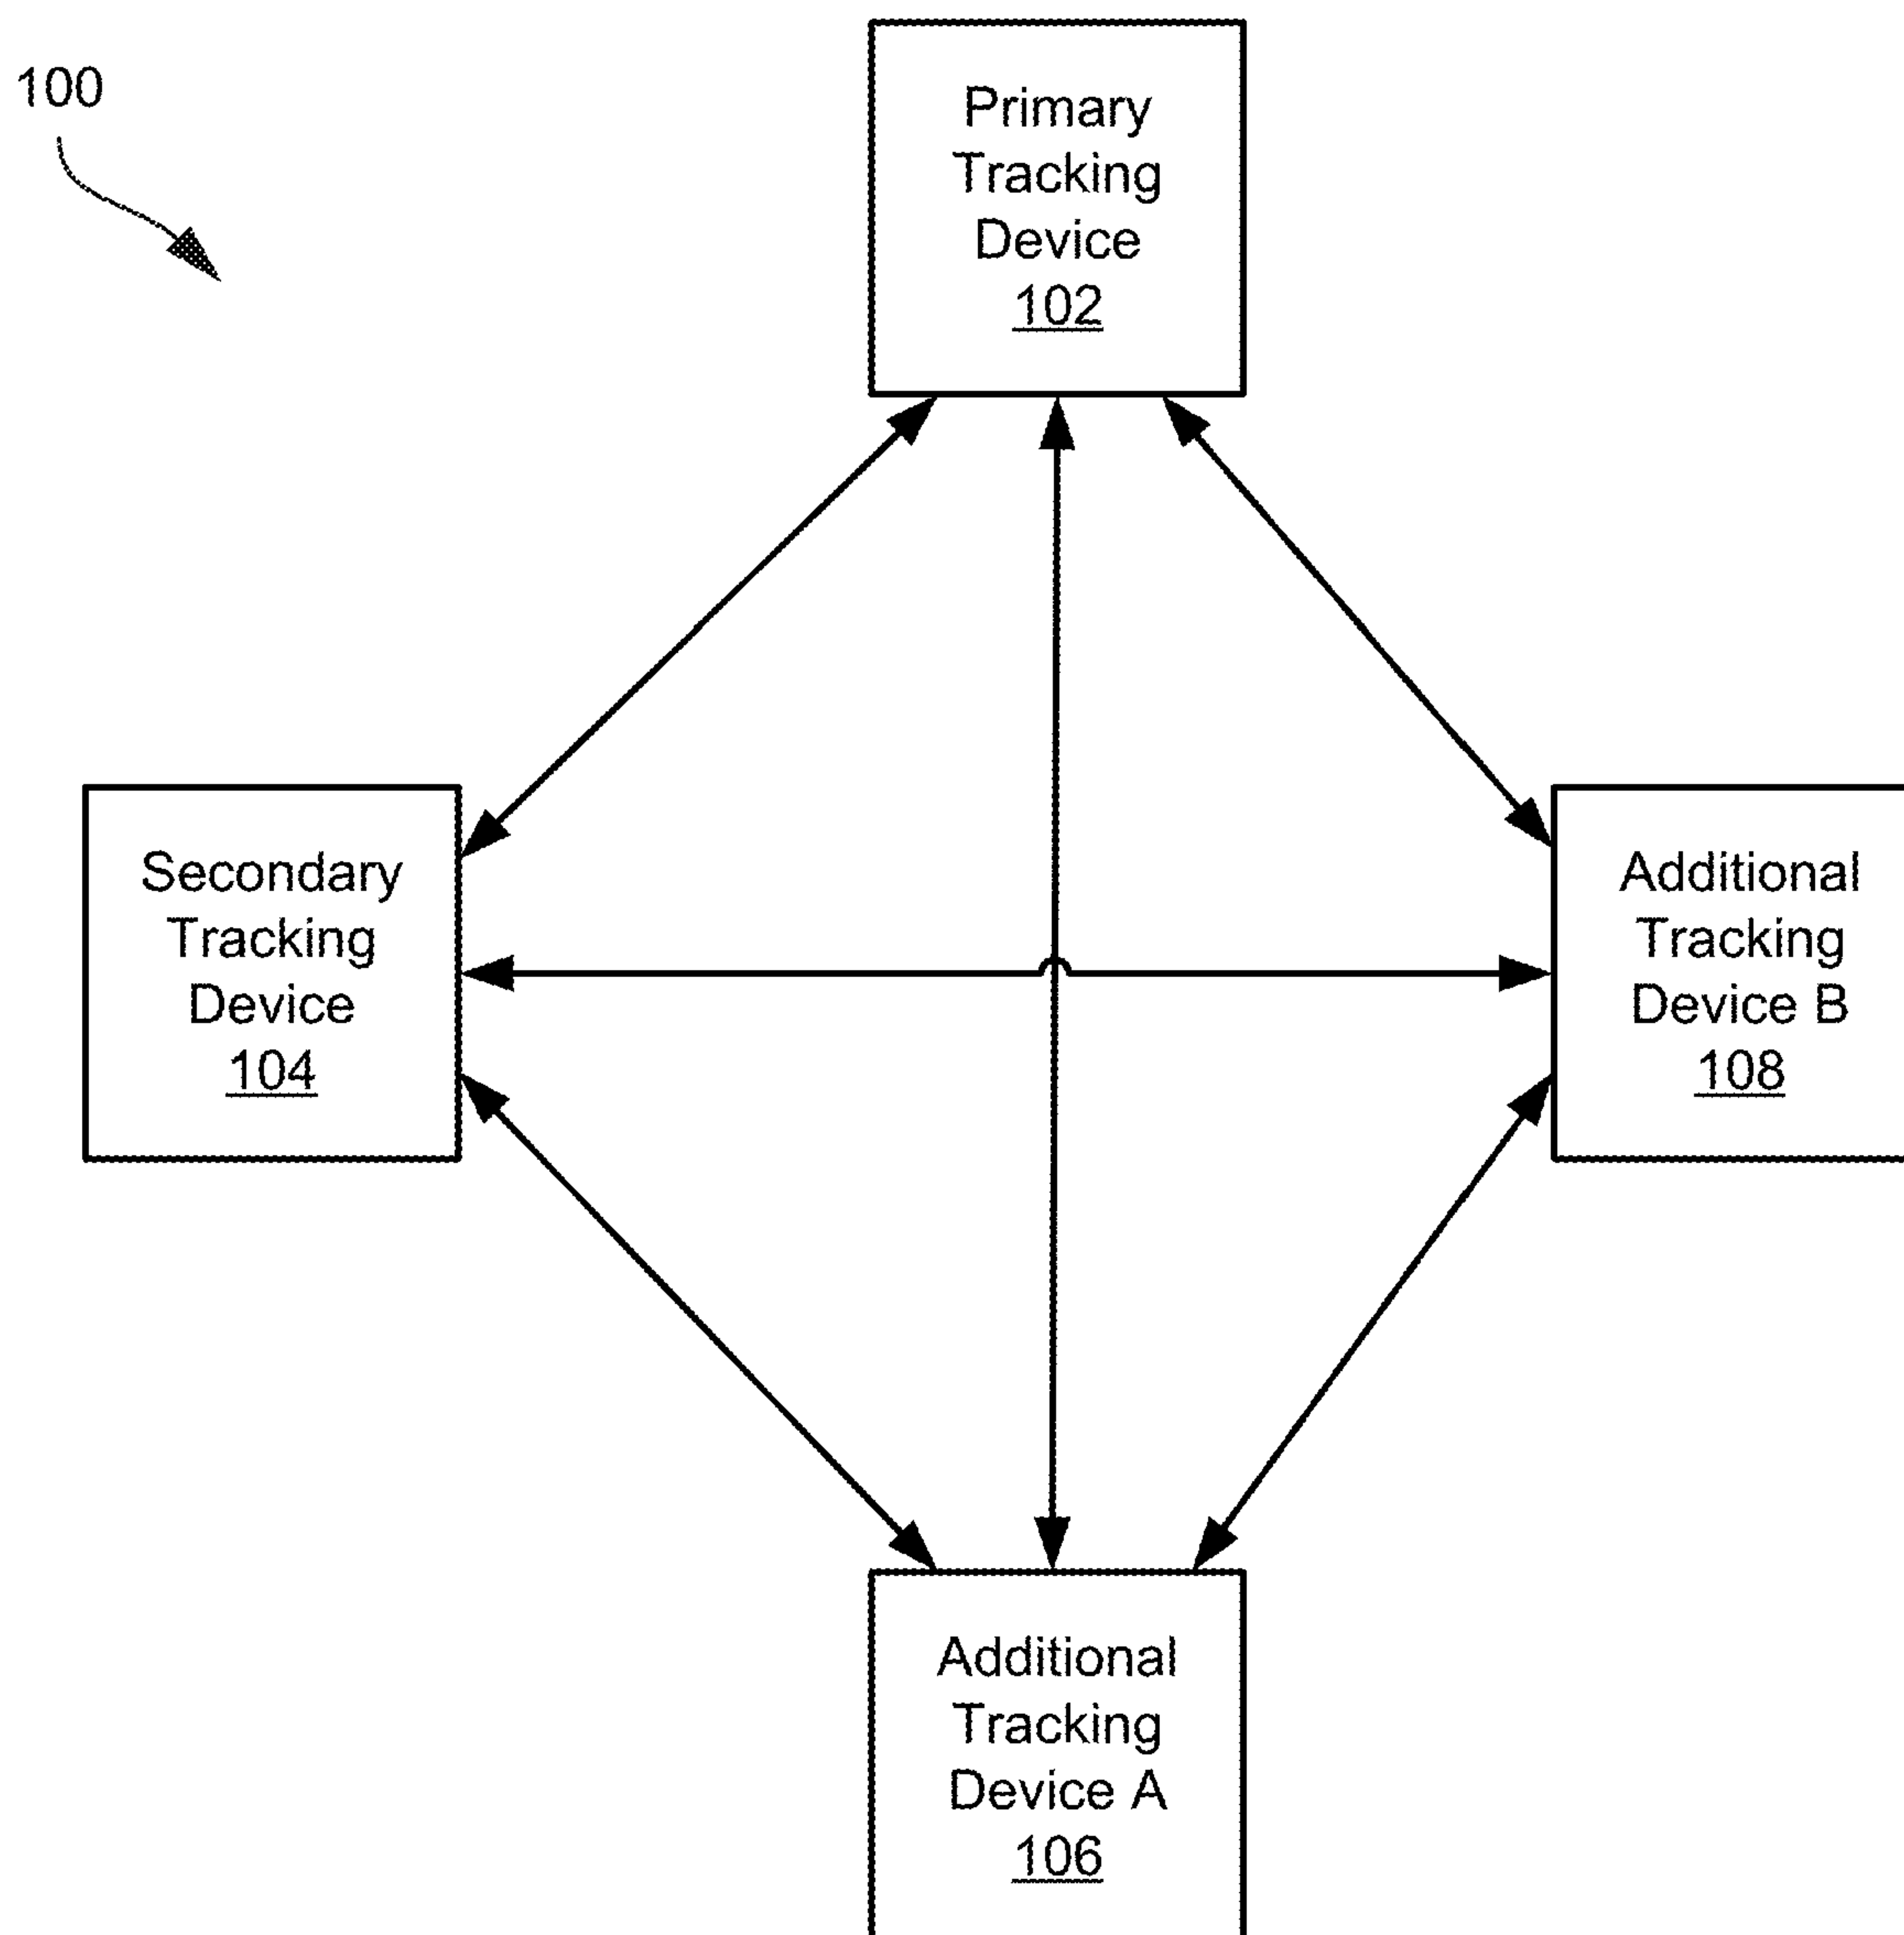 100
Primary
Tracking
Device
102
Secondary
Tracking
Device
104
Additional
Tracking
Device B
108
Additional
Tracking
Device A
106